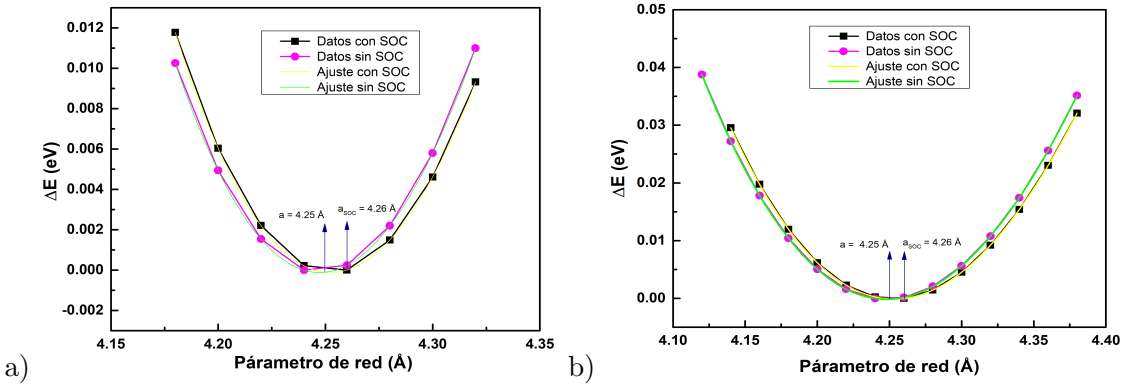 0.012
0.010
0.008
0.006
0.004
0.002
0.000
-0.002
ΔE (eV)
Datos con SOC
Datos sin SOC
Ajuste con SOC
Ajuste sin SOC
a = 4.25 Å
aSOC = 4.26 Å
4.15 4.20 4.25 4.30 4.35
Párametro de red (Å)
a)
0.05
0.04
0.03
0.02
0.01
0.00
ΔE (eV)
Datos con SOC
Datos sin SOC
Ajuste con SOC
Ajuste sin SOC
a = 4.25 Å
aSOC = 4.26 Å
4.10 4.15 4.20 4.25 4.30 4.35 4.40
Párametro de red (Å)
b)